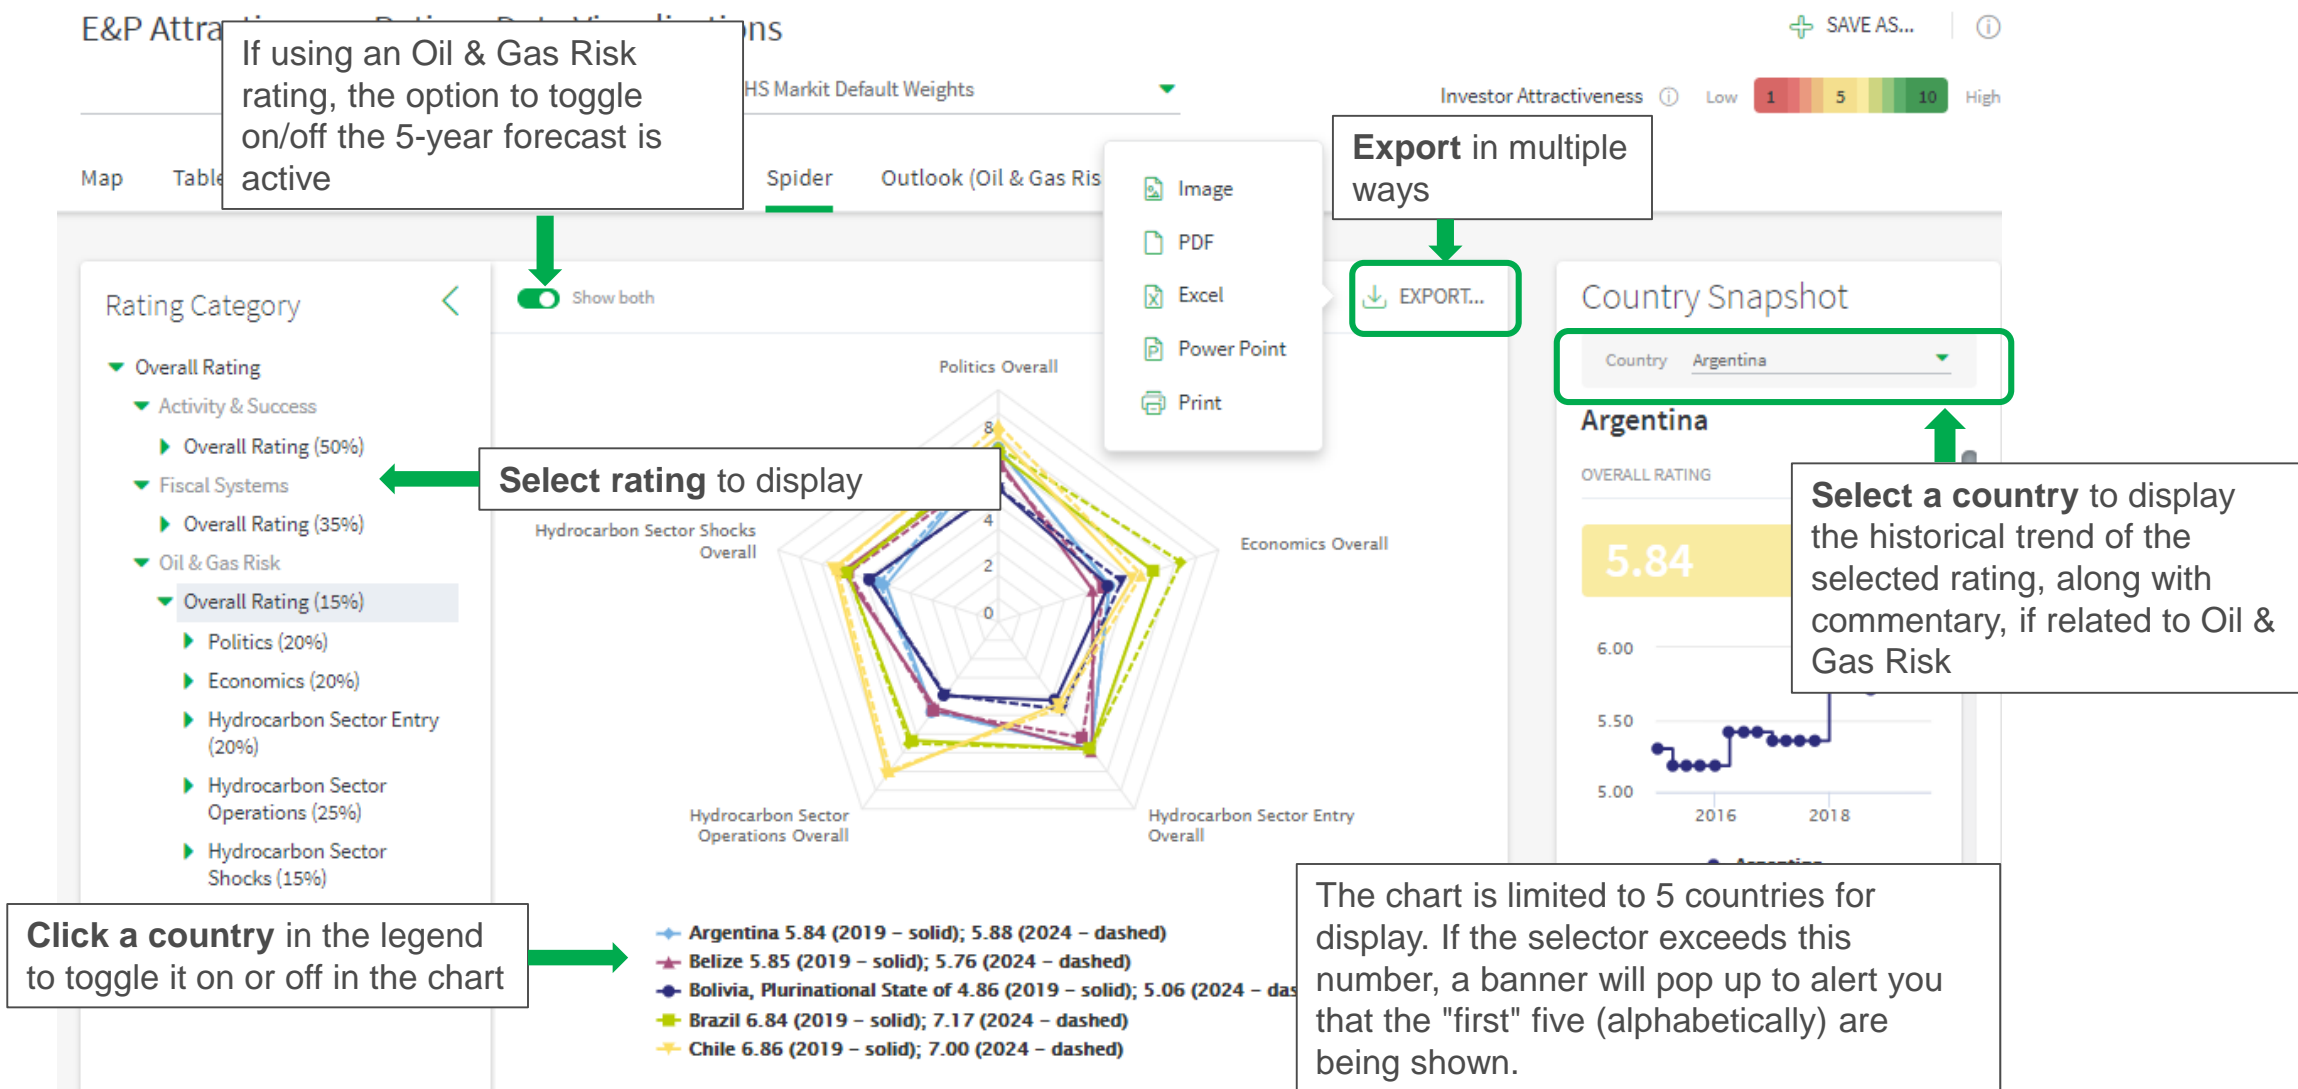 E&P Attra
ns
SAVE AS...
If using an Oil & Gas Risk
rating, the option to toggle
on/off the 5-year forecast is
active
HS Markit Default Weights
Investor Attractiveness
Low
1
5
10
High
Export in multiple
ways
Map
Table
Spider
Outlook (Oil & Gas Ris
Image
PDF
Excel
Power Point
Print
Rating Category
Show both
EXPORT...
Country Snapshot
Country
Argentina
Overall Rating
Activity & Success
Overall Rating (50%)
Fiscal Systems
Overall Rating (35%)
Oil & Gas Risk
Overall Rating (15%)
Politics (20%)
Economics (20%)
Hydrocarbon Sector Entry
(20%)
Hydrocarbon Sector
Operations (25%)
Hydrocarbon Sector
Shocks (15%)
Select rating to display
Politics Overall
Economics Overall
Hydrocarbon Sector Entry
Overall
Hydrocarbon Sector
Operations Overall
Hydrocarbon Sector Shocks
Overall
8
4
2
0
Argentina
OVERALL RATING
5.84
Select a country to display
the historical trend of the
selected rating, along with
commentary, if related to Oil &
Gas Risk
6.00
5.50
5.00
2016
2018
Argentina
Click a country in the legend
to toggle it on or off in the chart
Argentina 5.84 (2019 – solid); 5.88 (2024 – dashed)
Belize 5.85 (2019 – solid); 5.76 (2024 – dashed)
Bolivia, Plurinational State of 4.86 (2019 – solid); 5.06 (2024 – das
Brazil 6.84 (2019 – solid); 7.17 (2024 – dashed)
Chile 6.86 (2019 – solid); 7.00 (2024 – dashed)
The chart is limited to 5 countries for
display. If the selector exceeds this
number, a banner will pop up to alert you
that the "first" five (alphabetically) are
being shown.